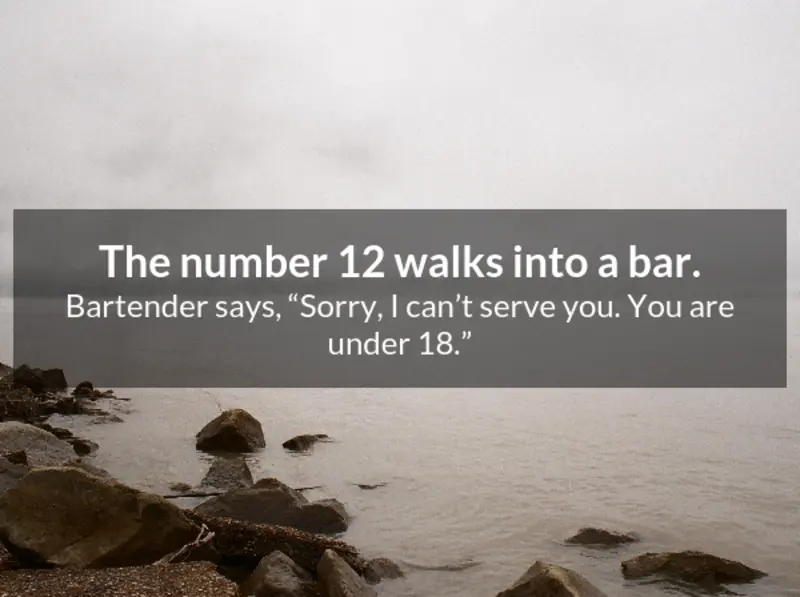 The number 12 walks into a bar.
Bartender says, “Sorry, I can’t serve you. You are
under 18.”